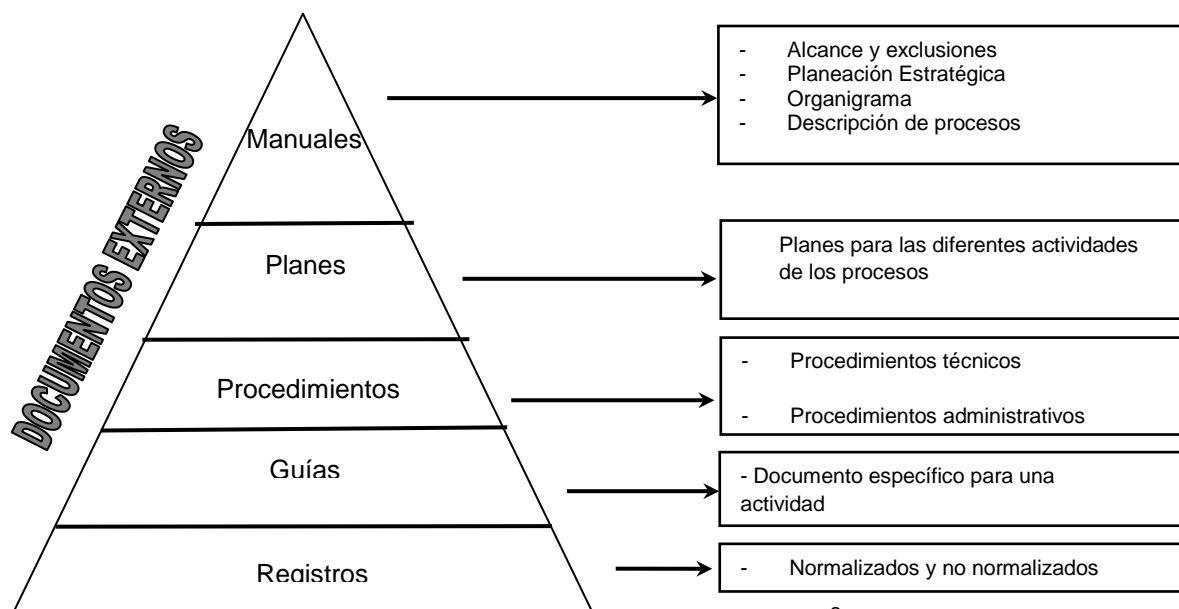 DOCUMENTOS EXTERNOS
Manuales
- Alcance y exclusiones
- Planeación Estratégica
- Organigrama
- Descripción de procesos
Planes
Planes para las diferentes actividades
de los procesos
Procedimientos
- Procedimientos técnicos
- Procedimientos administrativos
Guías
- Documento específico para una
actividad
Registros
- Normalizados y no normalizados